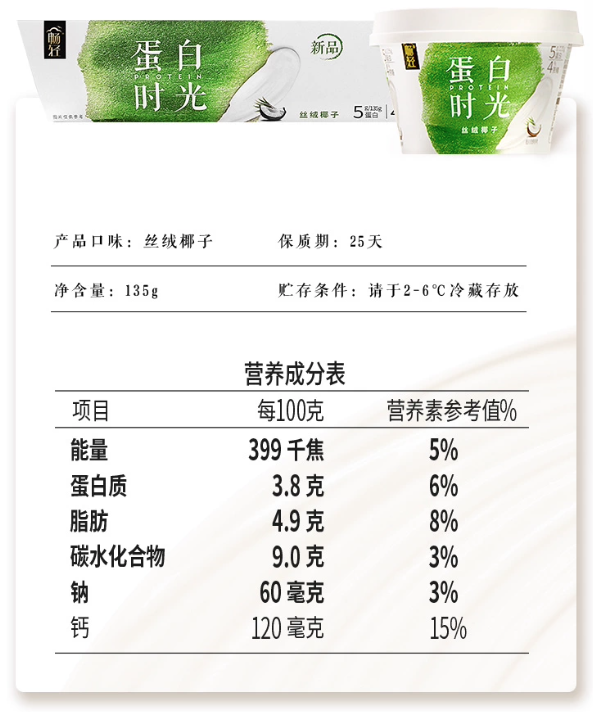 畅轻
蛋白
PROTEIN
时光
新品
丝绒椰子
5g/135g
蛋白
畅轻
蛋白
PROTEIN
时光
丝绒椰子
产品口味：丝绒椰子
保质期：25天
净含量：135g
贮存条件：请于2-6℃冷藏存放
营养成分表
项目 每100克 营养素参考值%
能量 399 千焦 5%
蛋白质 3.8 克 6%
脂肪 4.9 克 8%
碳水化合物 9.0 克 3%
钠 60 毫克 3%
钙 120 毫克 15%